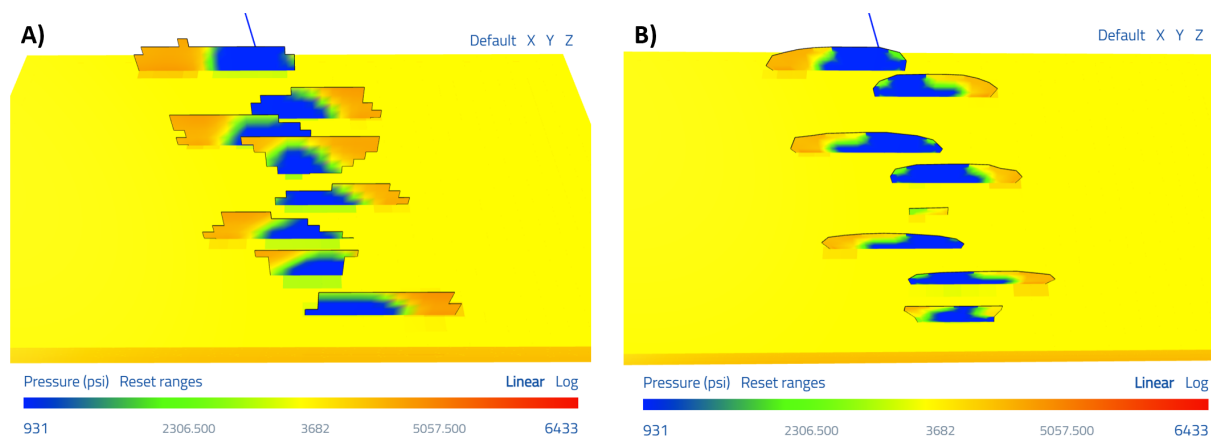 A)
Default X Y Z
Pressure (psi) Reset ranges
Linear Log
931 2306.500 3682 5057.500 6433
B)
Default X Y Z
Pressure (psi) Reset ranges
Linear Log
931 2306.500 3682 5057.500 6433